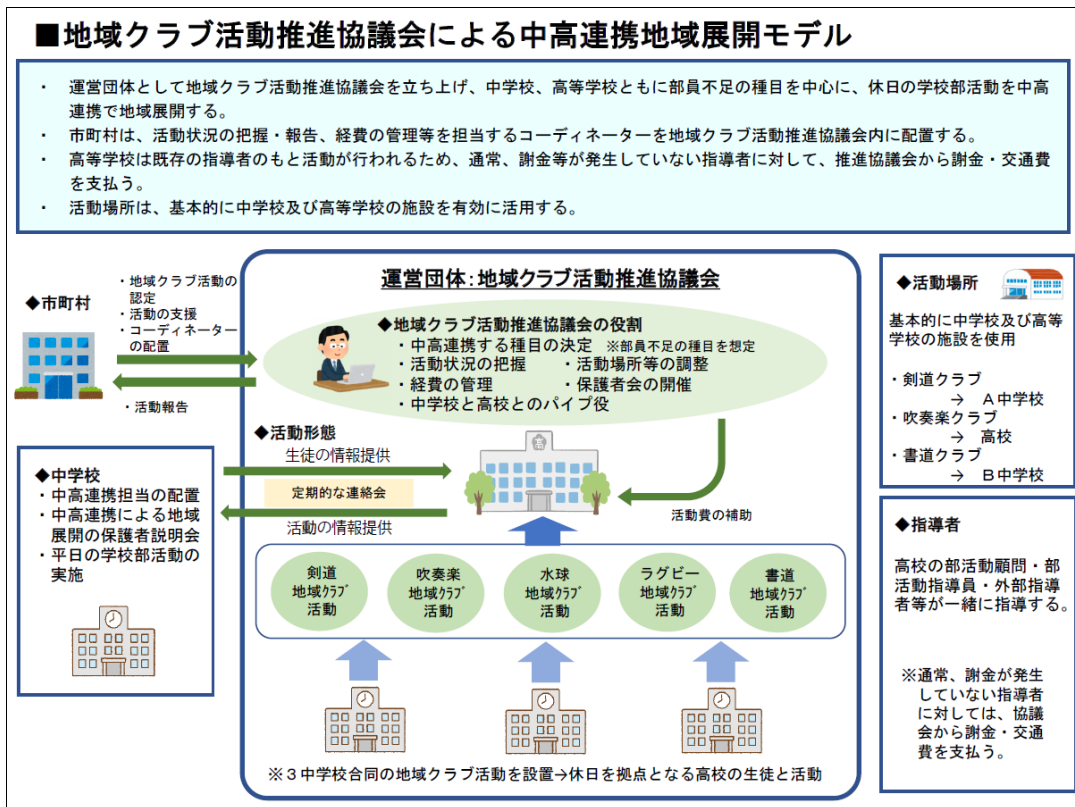 ■地域クラブ活動推進協議会による中高連携地域展開モデル
・ 運営団体として地域クラブ活動推進協議会を立ち上げ、中学校、高等学校ともに部員不足の種目を中心に、休日の学校部活動を中高
連携で地域展開する。
・ 市町村は、活動状況の把握・報告、経費の管理等を担当するコーディネーターを地域クラブ活動推進協議会内に配置する。
・ 高等学校は既存の指導者のもと活動が行われるため、通常、謝金等が発生していない指導者に対して、推進協議会から謝金・交通費
を支払う。
・ 活動場所は、基本的に中学校及び高等学校の施設を有効に活用する。
◆市町村
・地域クラブ活動の
認定
・活動の支援
・コーディネーター
の配置
・活動報告
◆中学校
・中高連携担当の配置
・中高連携による地域
展開の保護者説明会
・平日の学校部活動の
実施
運営団体：地域クラブ活動推進協議会
◆地域クラブ活動推進協議会の役割
・中高連携する種目の決定 ※部員不足の種目を想定
・活動状況の把握 ・活動場所等の調整
・経費の管理 ・保護者会の開催
・中学校と高校とのパイプ役
◆活動形態
生徒の情報提供
定期的な連絡会
活動の情報提供
高
活動費の補助
剣道
地域ｸﾗﾌﾞ
活動
吹奏楽
地域ｸﾗﾌﾞ
活動
水球
地域ｸﾗﾌﾞ
活動
ラグビー
地域ｸﾗﾌﾞ
活動
書道
地域ｸﾗﾌﾞ
活動
※３中学校合同の地域クラブ活動を設置→休日を拠点となる高校の生徒と活動
◆活動場所
基本的に中学校及び高等
学校の施設を使用
・剣道クラブ
→ Ａ中学校
・吹奏楽クラブ
→ 高校
・書道クラブ
→ Ｂ中学校
◆指導者
高校の部活動顧問・部
活動指導員・外部指導
者等が一緒に指導する。
※通常、謝金が発生
していない指導者
に対しては、協議
会から謝金・交通
費を支払う。